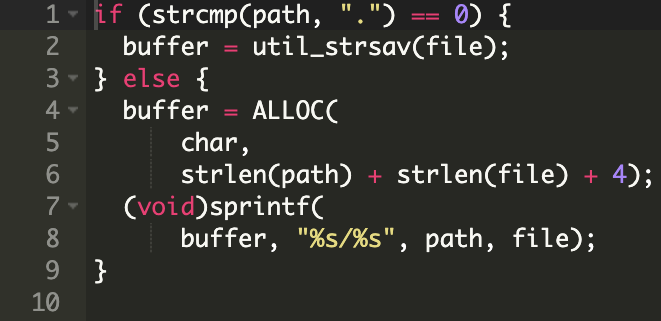 1 if (strcmp(path, ".") == 0) {
2   buffer = util_strsav(file);
3 } else {
4   buffer = ALLOC(
5       char,
6       strlen(path) + strlen(file) + 4);
7   (void)sprintf(
8       buffer, "%s/%s", path, file);
9 }
10